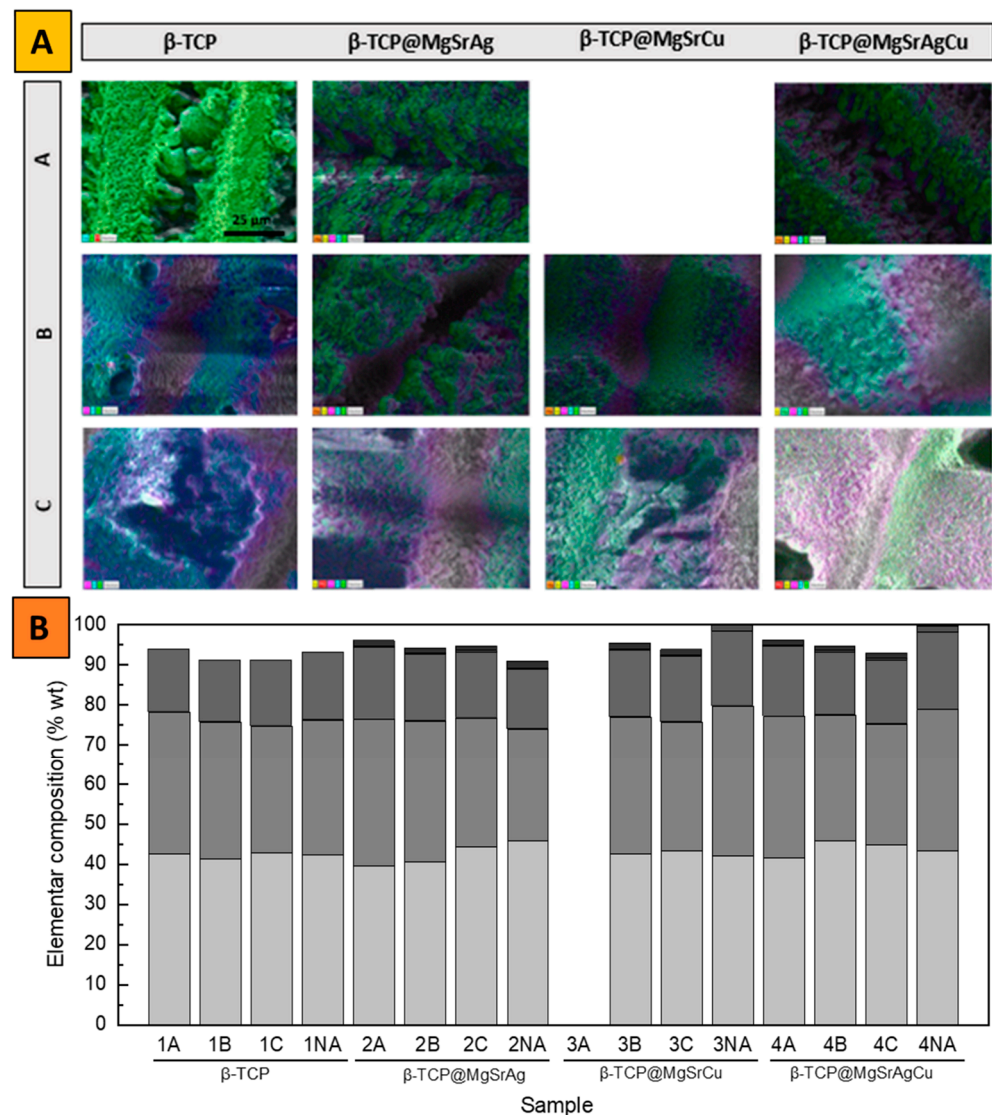 A
β-TCP
β-TCP@MgSrAg
β-TCP@MgSrCu
β-TCP@MgSrAgCu
A
25 µm
B
C
B
Elementar composition (% wt)
100
90
80
70
60
50
40
30
20
10
0
1A 1B 1C 1NA 2A 2B 2C 2NA 3A 3B 3C 3NA 4A 4B 4C 4NA
β-TCP
β-TCP@MgSrAg
β-TCP@MgSrCu
β-TCP@MgSrAgCu
Sample